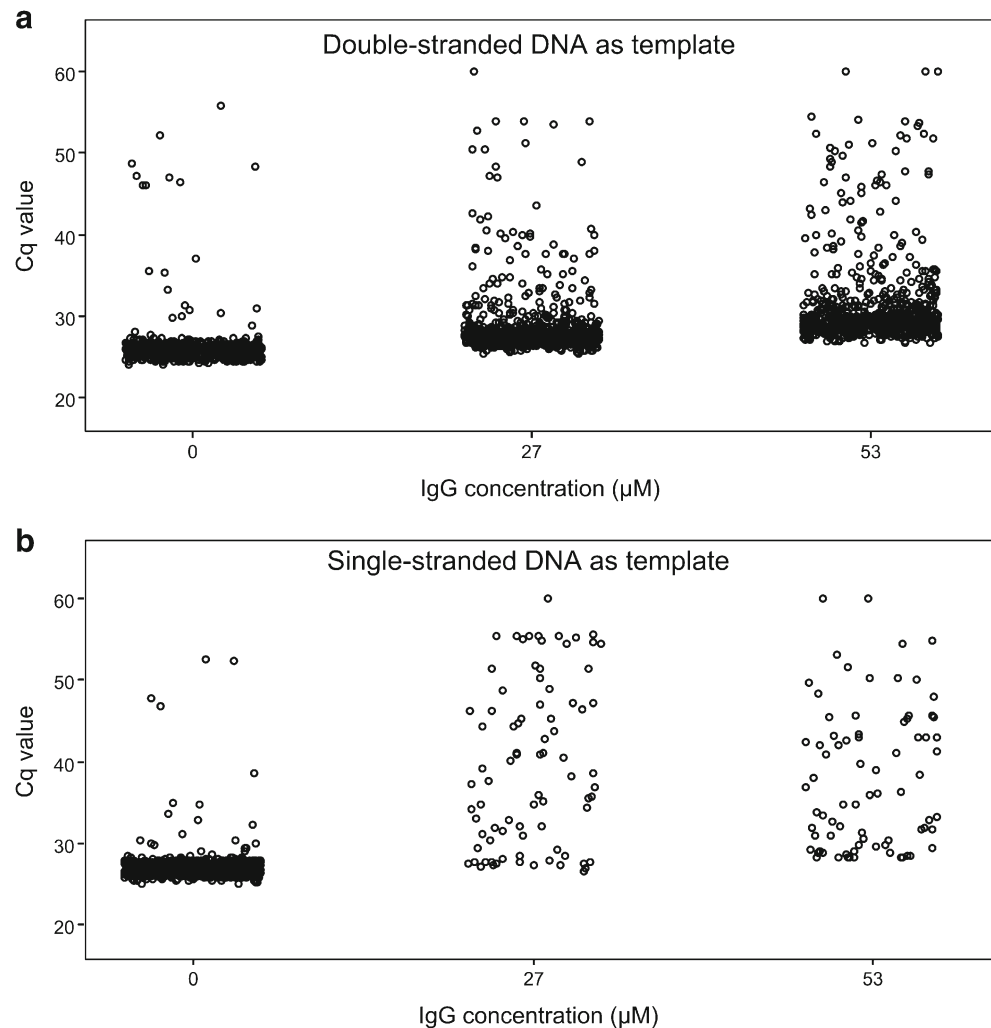 a
Double-stranded DNA as template
60
50
40
30
20
Cq value
0 27 53
IgG concentration (µM)
b
Single-stranded DNA as template
60
50
40
30
20
Cq value
0 27 53
IgG concentration (µM)